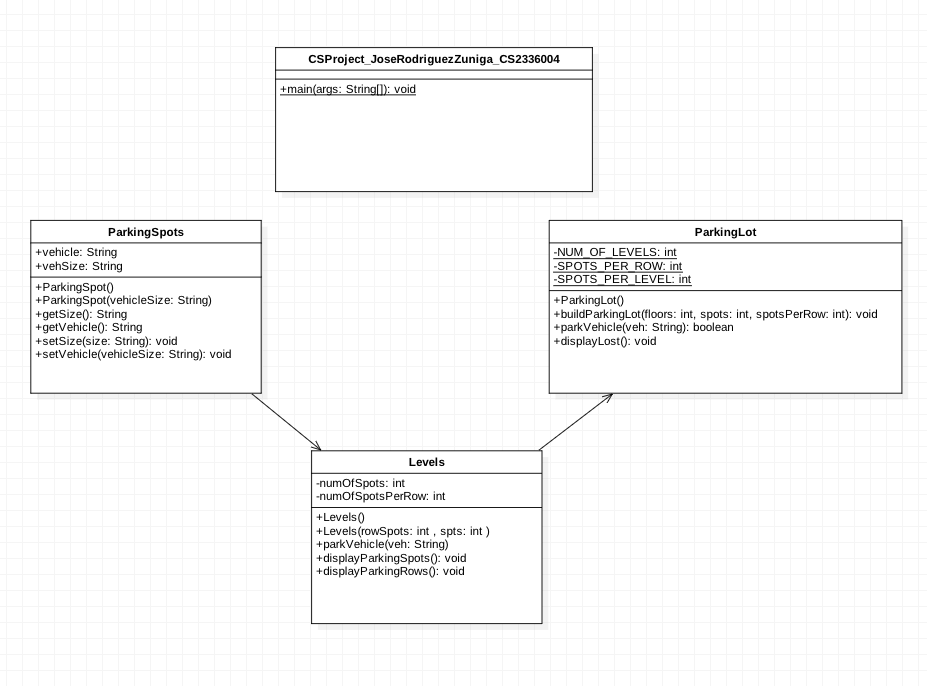 CSProject_JoseRodriguezZuniga_CS2336004
+main(args: String[]): void
ParkingSpots
+vehicle: String
+vehSize: String
+ParkingSpot()
+ParkingSpot(vehicleSize: String)
+getSize(): String
+getVehicle(): String
+setSize(size: String): void
+setVehicle(vehicleSize: String): void
ParkingLot
-NUM_OF_LEVELS: int
-SPOTS_PER_ROW: int
-SPOTS_PER_LEVEL: int
+ParkingLot()
+buildParkingLot(floors: int, spots: int, spotsPerRow: int): void
+parkVehicle(veh: String): boolean
+displayLost(): void
Levels
-numOfSpots: int
-numOfSpotsPerRow: int
+Levels()
+Levels(rowSpots: int , spts: int )
+parkVehicle(veh: String)
+displayParkingSpots(): void
+displayParkingRows(): void